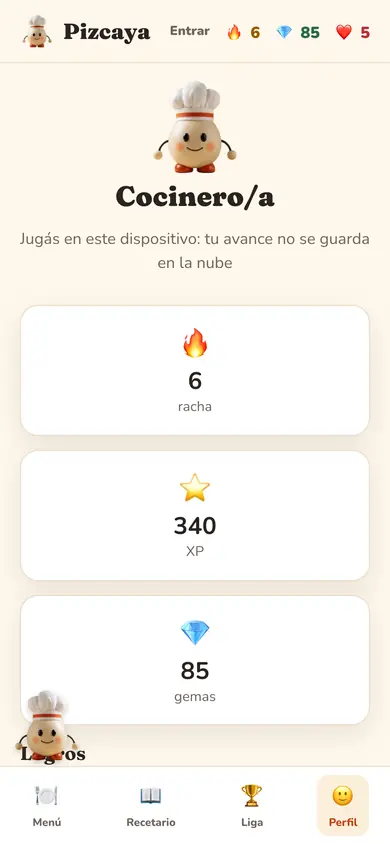 Pizcaya Entrar 6 85 5
Cocinero/a
Jugás en este dispositivo: tu avance no se guarda
en la nube
6
racha
340
XP
85
gemas
Logros
Menú Recetario Liga Perfil